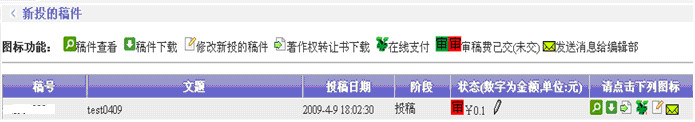 新投的稿件
图标功能: 稿件查看 稿件下载 修改新投的稿件 著作权转让书下载 在线支付 审审审稿费已交(未交) 发送消息给编辑部
稿号 文题 投稿日期 阶段 状态(数字为金额,单位:元) 请点击下列图标
test0409 2009-4-9 18:02:30 投稿 审¥0.1